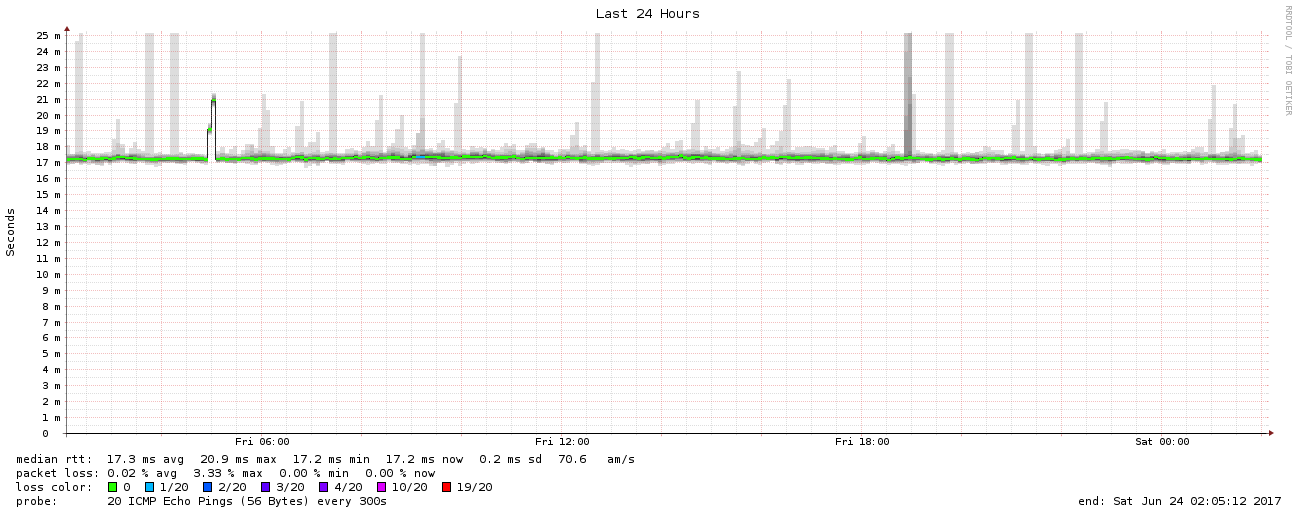 Last 24 Hours
RRDTOOL / TOBI OETIKER
Seconds
25 m
24 m
23 m
22 m
21 m
20 m
19 m
18 m
17 m
16 m
15 m
14 m
13 m
12 m
11 m
10 m
9 m
8 m
7 m
6 m
5 m
4 m
3 m
2 m
1 m
0
Fri 06:00 Fri 12:00 Fri 18:00 Sat 00:00
median rtt: 17.3 ms avg 20.9 ms max 17.2 ms min 17.2 ms now 0.2 ms sd 70.6 am/s
packet loss: 0.02 % avg 3.33 % max 0.00 % min 0.00 % now
loss color: 0 1/20 2/20 3/20 4/20 10/20 19/20
probe: 20 ICMP Echo Pings (56 Bytes) every 300s end: Sat Jun 24 02:05:12 2017